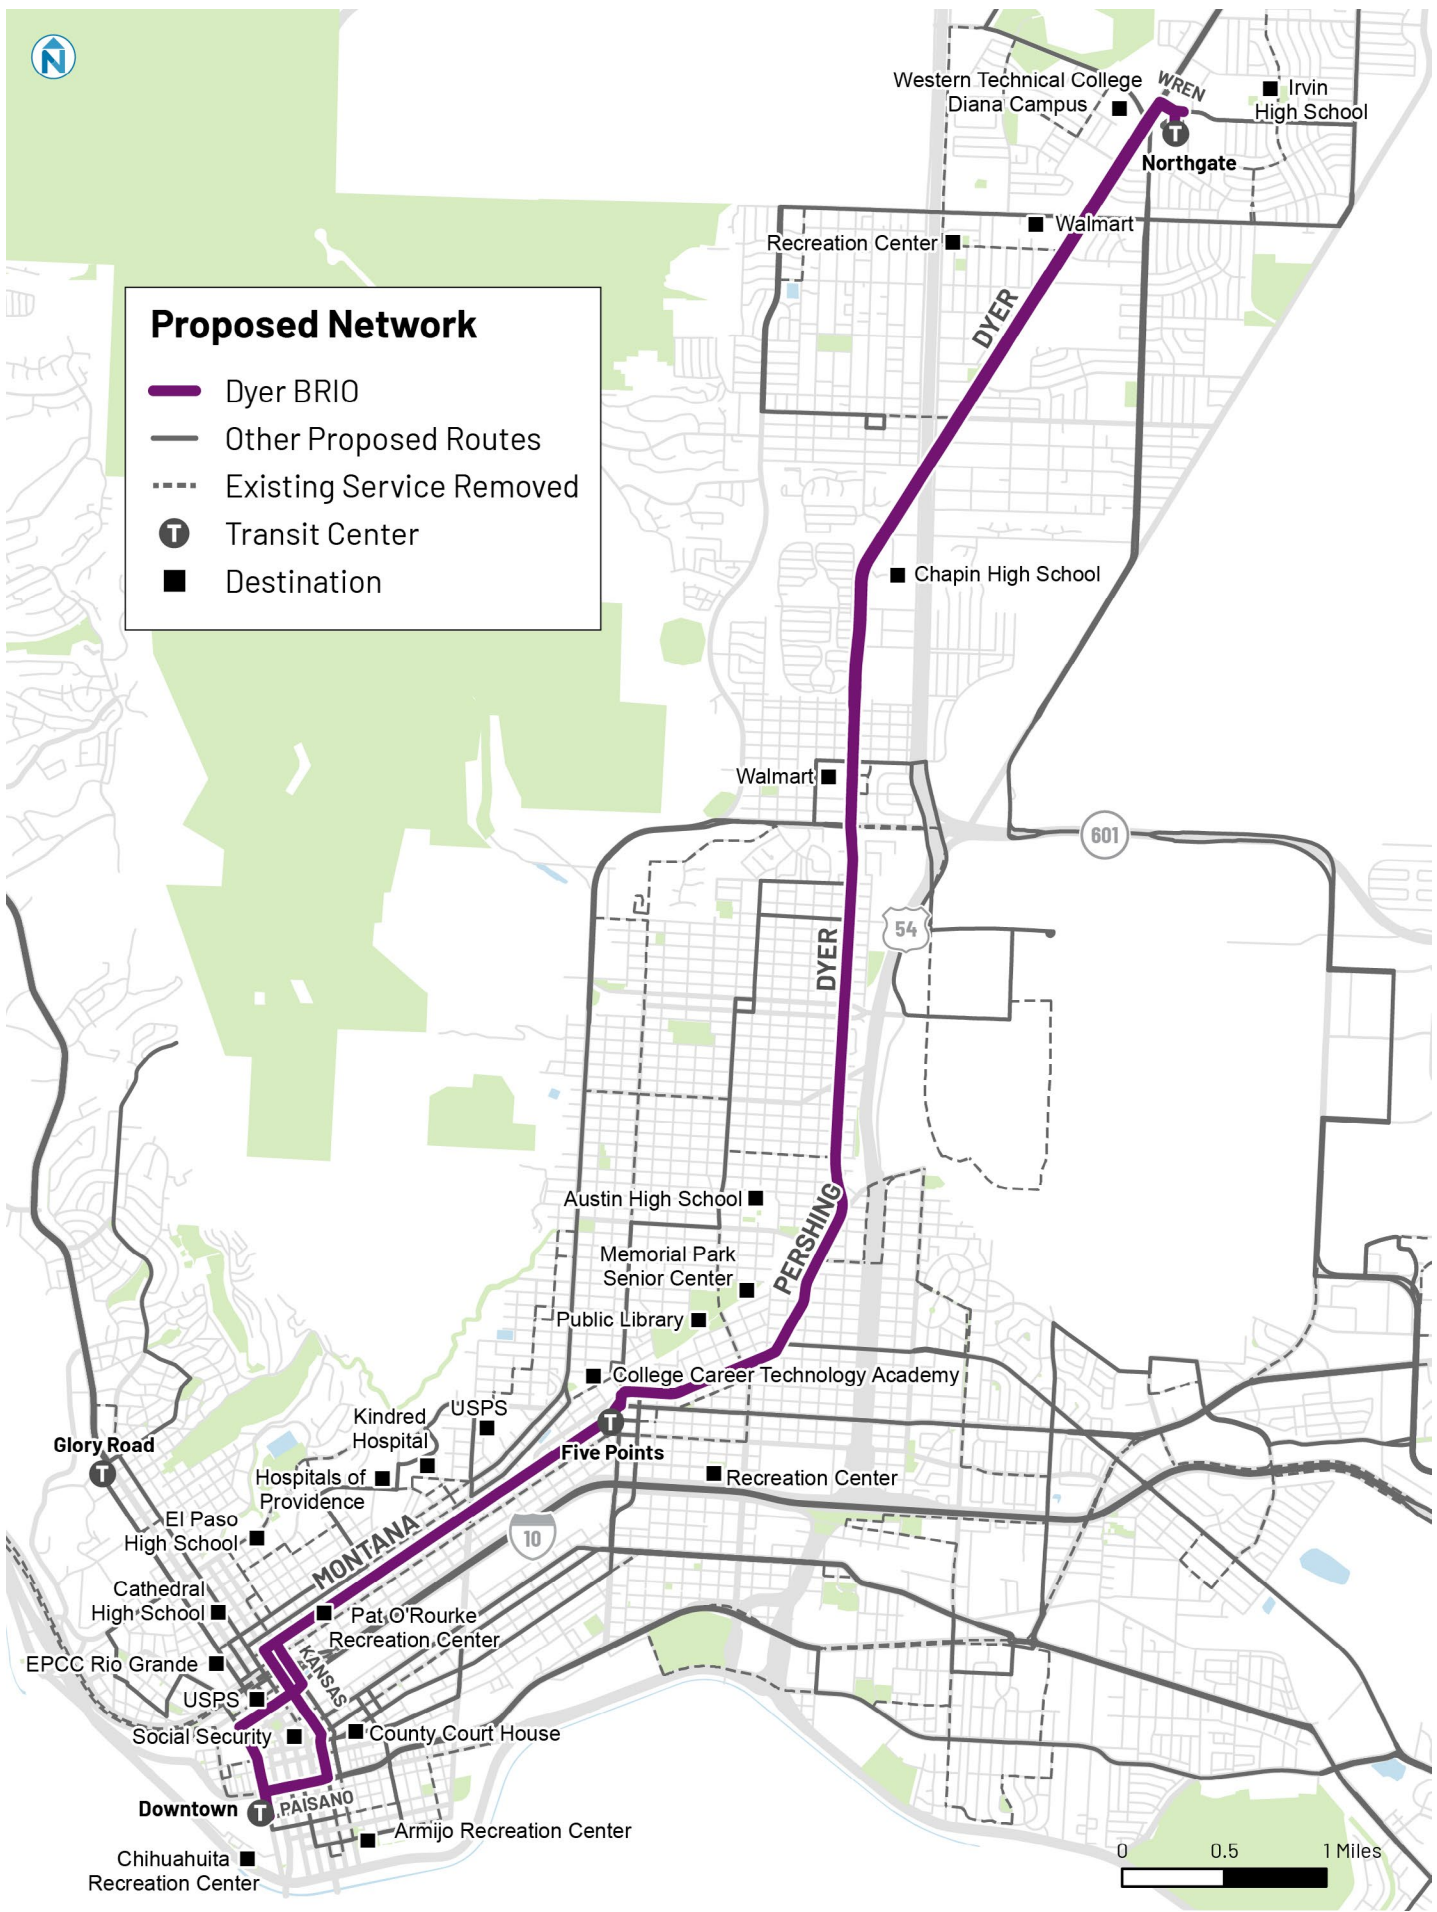 N
Western Technical College
Diana Campus
WREN
Irvin
High School
T
Northgate
Walmart
Recreation Center
DYER
Proposed Network
Dyer BRIO
Other Proposed Routes
Existing Service Removed
T Transit Center
Destination
Chapin High School
Walmart
601
54
DYER
Austin High School
PERSHING
Memorial Park
Senior Center
Public Library
College Career Technology Academy
USPS
Kindred
Hospital
T
Five Points
Glory Road
T
Hospitals of
Providence
Recreation Center
El Paso
High School
10
MONTANA
Cathedral
High School
Pat O'Rourke
Recreation Center
EPCC Rio Grande
KANSAS
USPS
Social Security
County Court House
Downtown
T
PAISANO
Armijo Recreation Center
Chihuahuita
Recreation Center
0 0.5 1 Miles